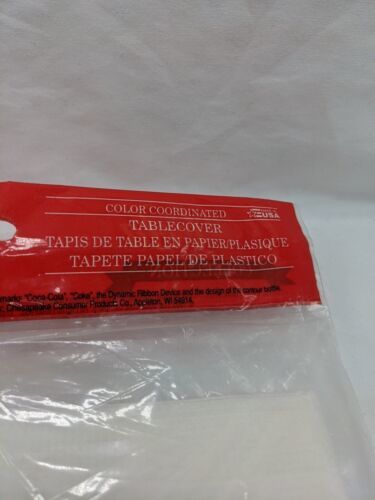 COLOR COORDINATED
USA
TABLECOVER
TAPIS DE TABLE EN PAPIER/PLASIQUE
TAPETE PAPEL/DE PLASTICO
"Coca-Cola", "Coke", the Dynamic Ribbon Device and the design of the contour bottle.
Chesapeake Consumer Products Co., Appleton, WI 54914.